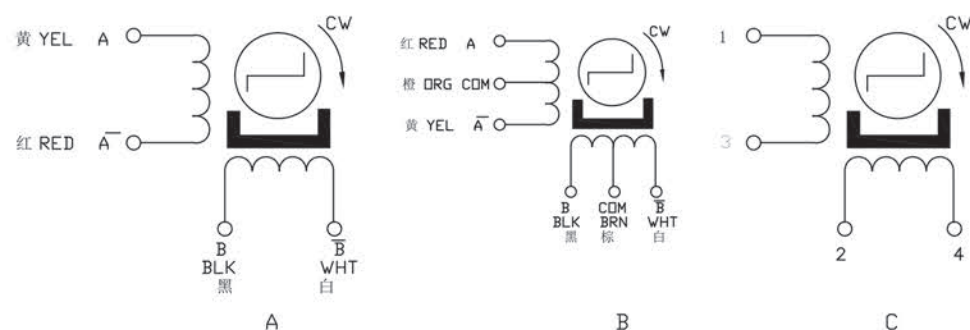 CW
黄 YEL A
红 RED A̅
B
BLK
黑
B̅
WHT
白
A
CW
红 RED A
橙 ORG COM
黄 YEL A̅
B
BLK
黑
COM
BRN
棕
B̅
WHT
白
B
CW
1
3
2
4
C